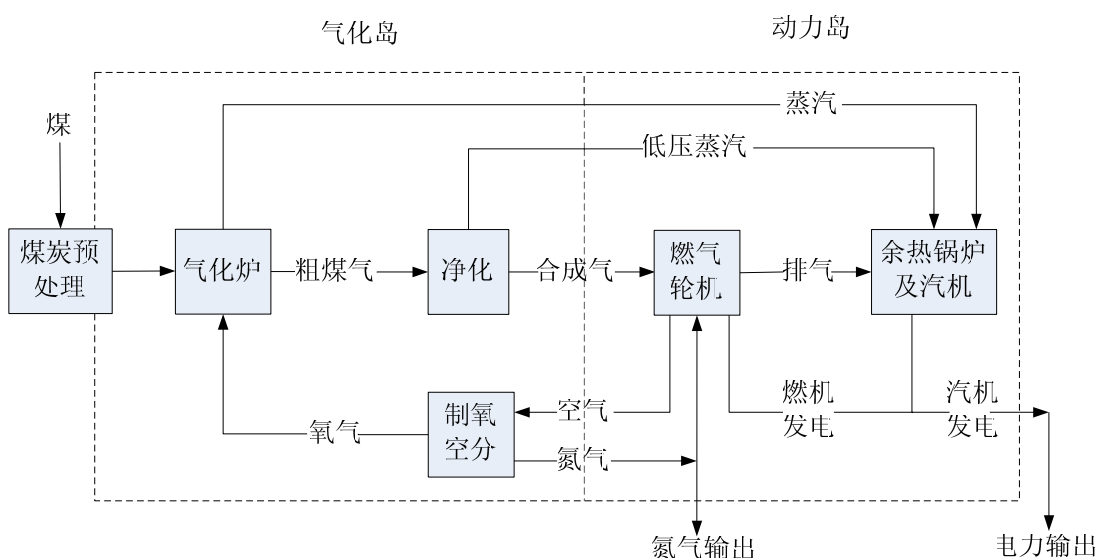 气化岛
动力岛
蒸汽
煤
低压蒸汽
煤炭预
处理
气化炉
粗煤气
净化
合成气
燃气
轮机
排气
余热锅炉
及汽机
制氧
空分
空气
氧气
氮气
燃机
发电
汽机
发电
氮气输出
电力输出